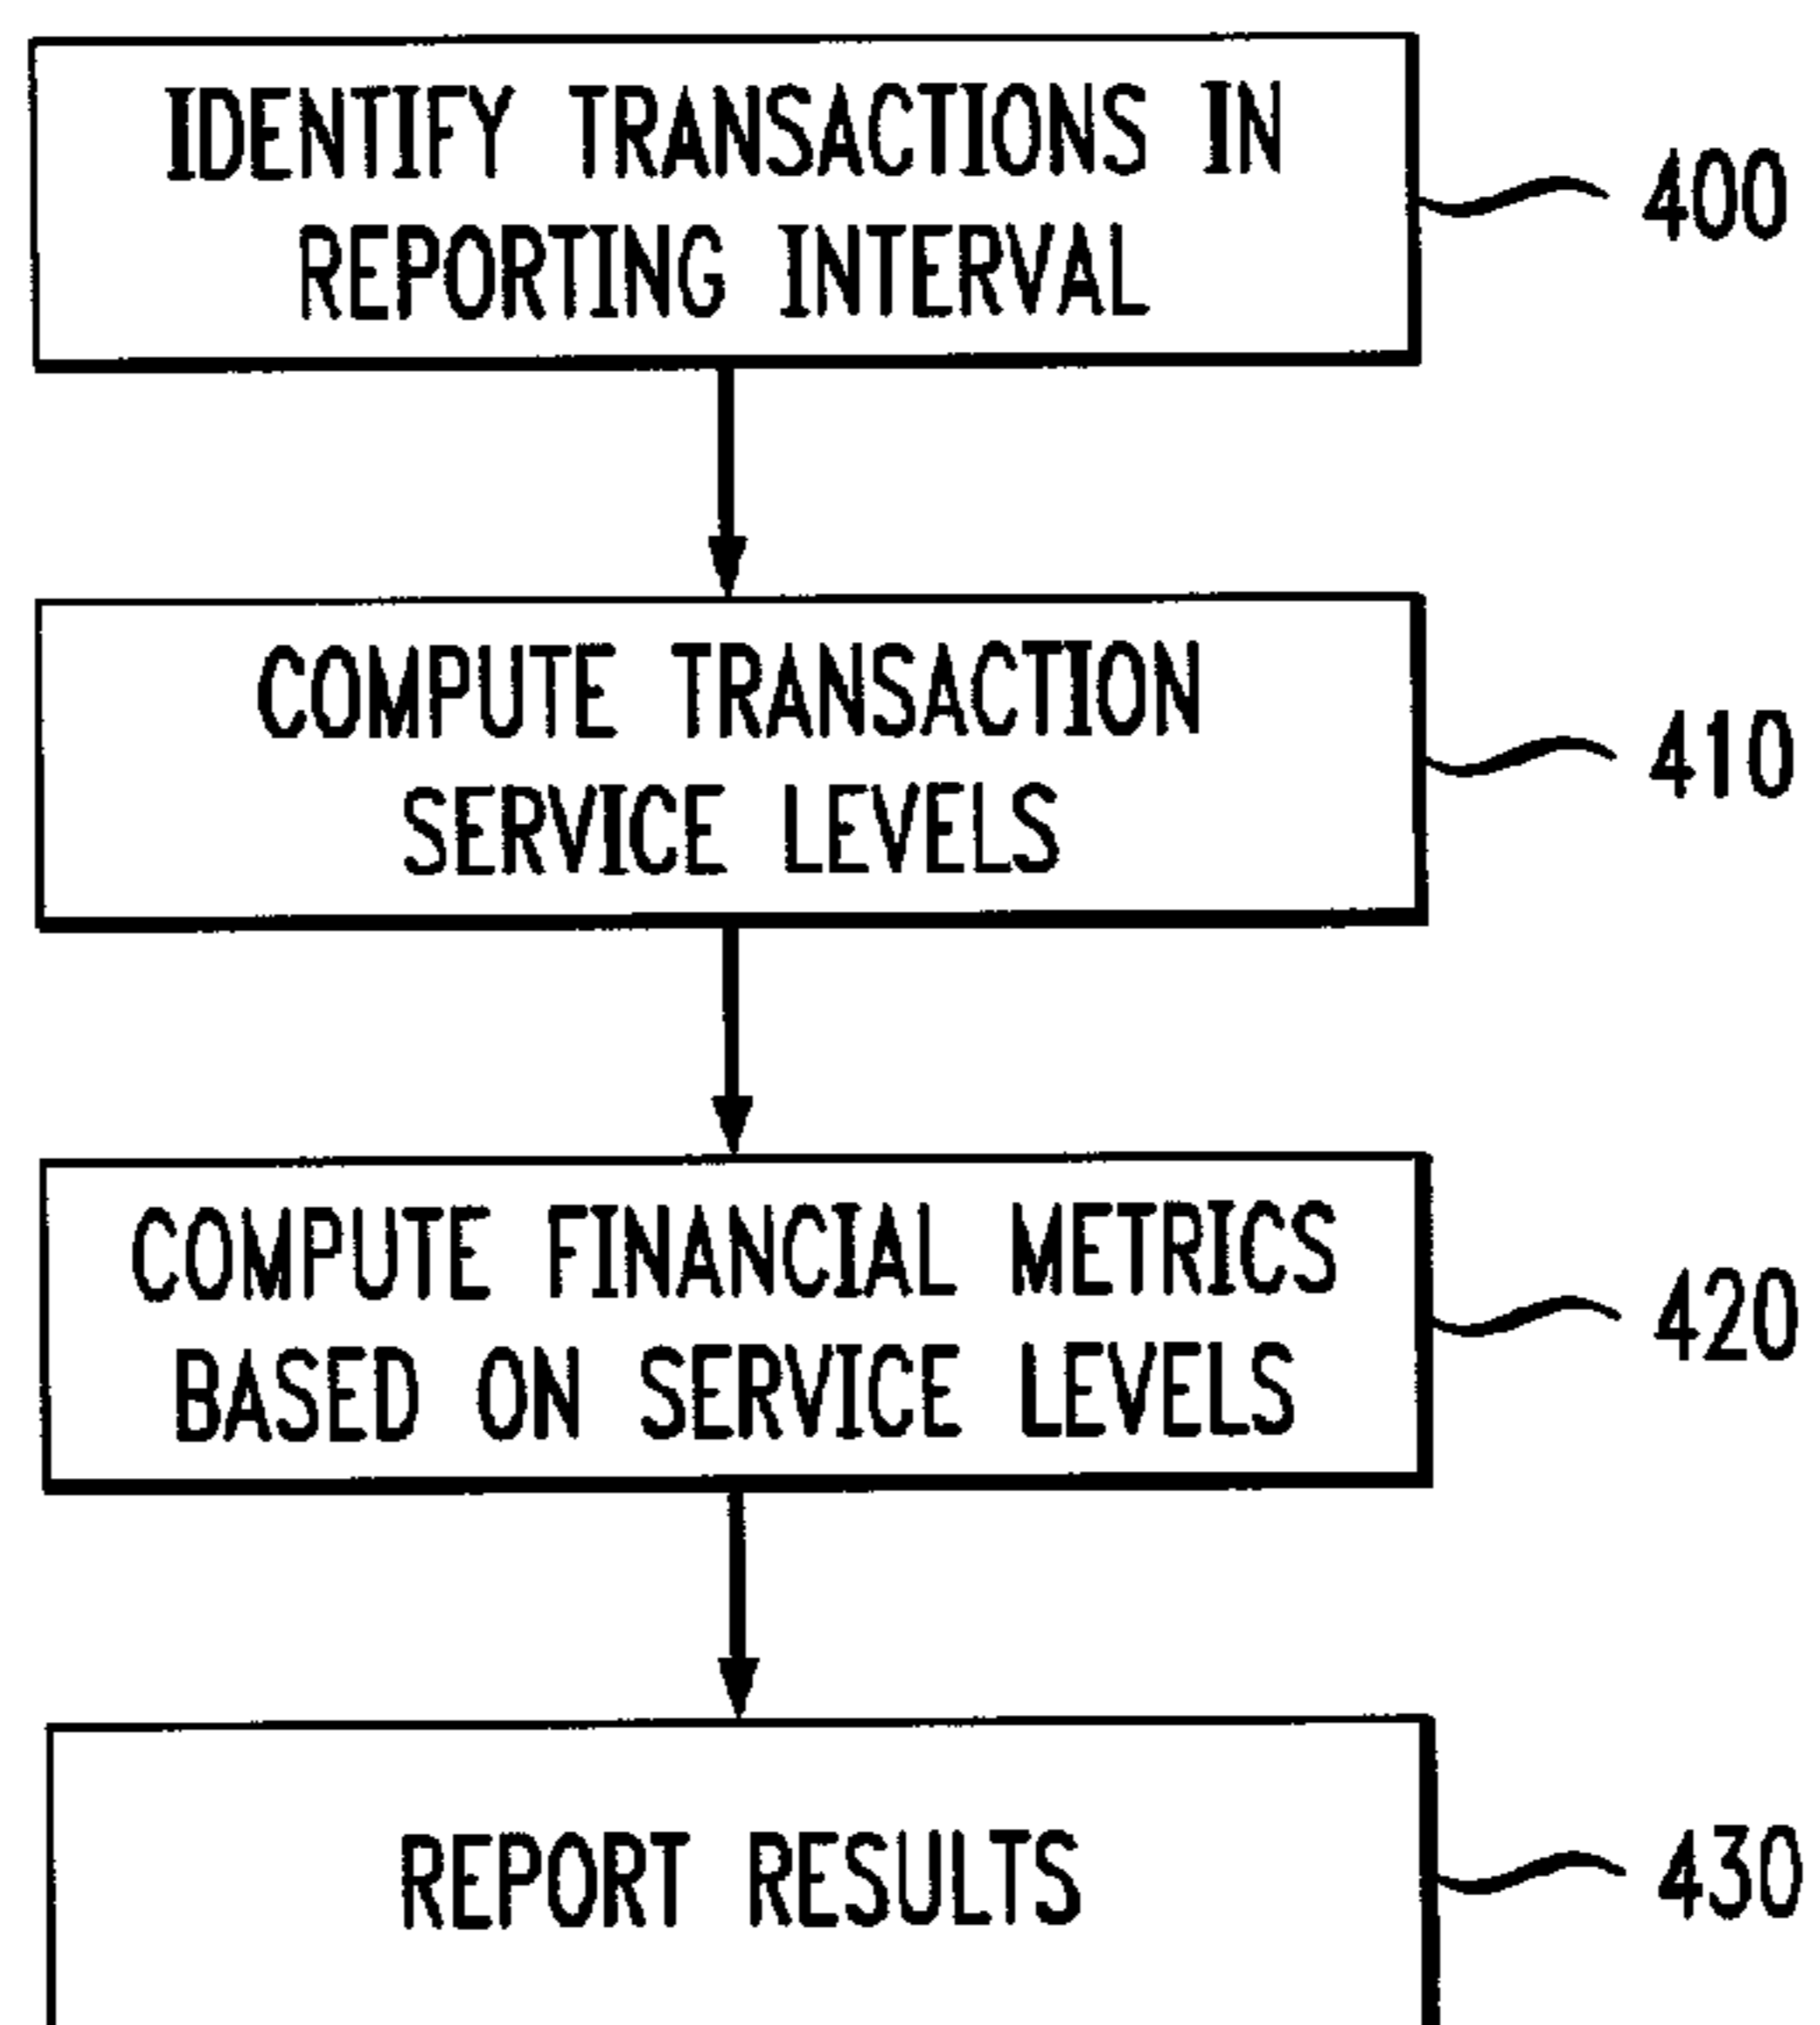 IDENTIFY TRANSACTIONS IN
REPORTING INTERVAL
400
COMPUTE TRANSACTION
SERVICE LEVELS
410
COMPUTE FINANCIAL METRICS
BASED ON SERVICE LEVELS
420
REPORT RESULTS
430